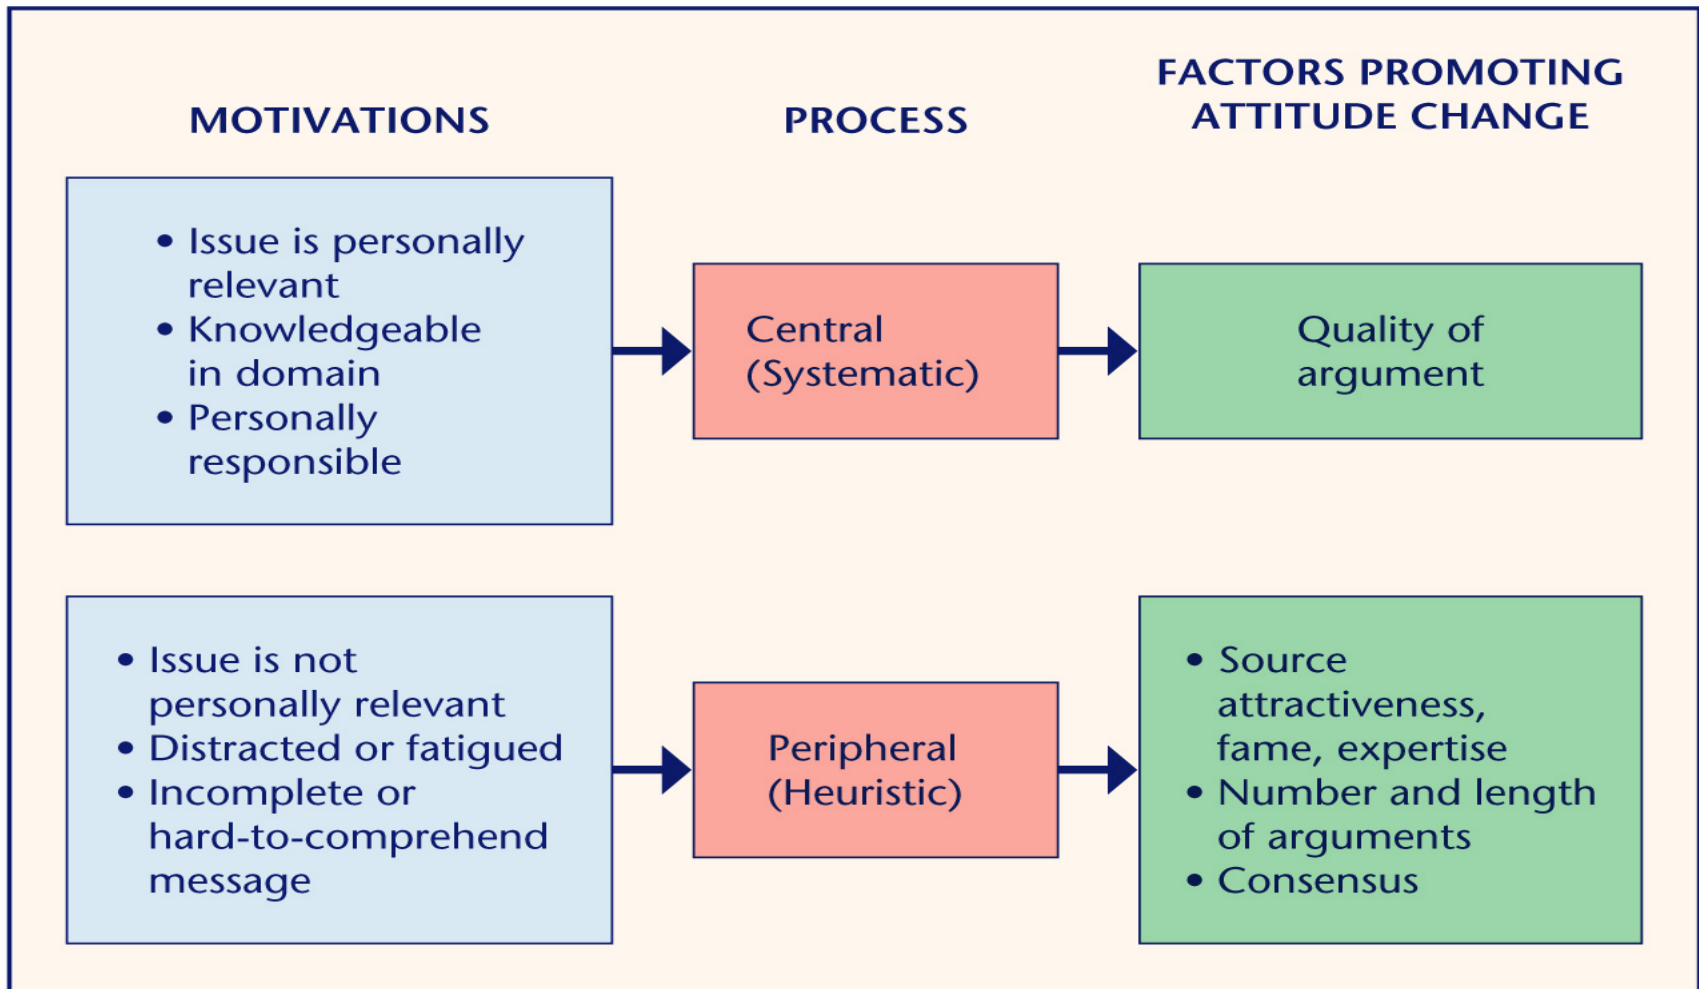 MOTIVATIONS
PROCESS
FACTORS PROMOTING
ATTITUDE CHANGE
• Issue is personally
relevant
• Knowledgeable
in domain
• Personally
responsible
Central
(Systematic)
Quality of
argument
• Issue is not
personally relevant
• Distracted or fatigued
• Incomplete or
hard-to-comprehend
message
Peripheral
(Heuristic)
• Source
attractiveness,
fame, expertise
• Number and length
of arguments
• Consensus